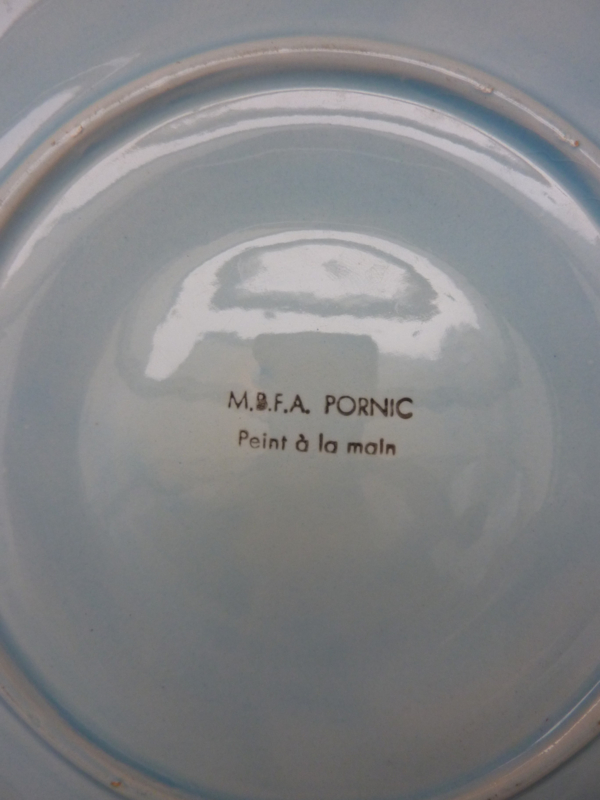 M.B.F.A. PORNIC
Peint à la main